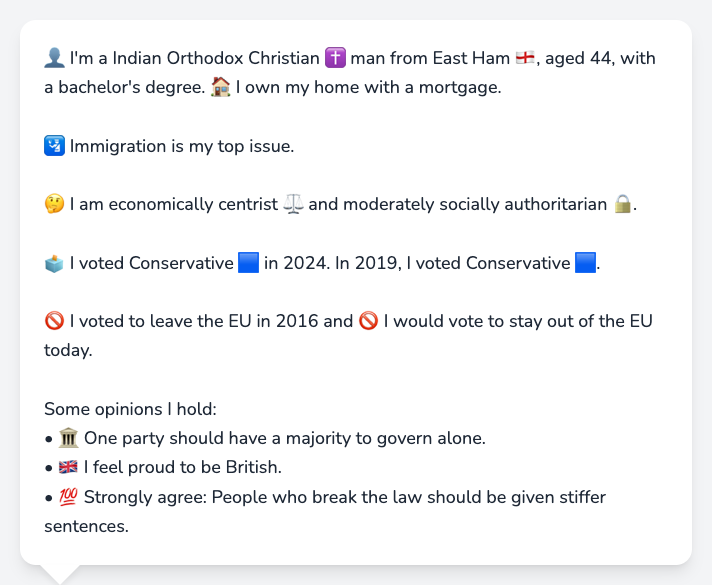 👤 I'm a Indian Orthodox Christian ✝️ man from East Ham 🏴󠁧󠁢󠁥󠁮󠁧󠁿, aged 44, with
a bachelor's degree. 🏠 I own my home with a mortgage.
🛂 Immigration is my top issue.
🤔 I am economically centrist ⚖️ and moderately socially authoritarian 🔒.
🗳️ I voted Conservative 🟦 in 2024. In 2019, I voted Conservative 🟦.
🚫 I voted to leave the EU in 2016 and 🚫 I would vote to stay out of the EU
today.
Some opinions I hold:
• 🏛️ One party should have a majority to govern alone.
• 🇬🇧 I feel proud to be British.
• 💯 Strongly agree: People who break the law should be given stiffer
sentences.